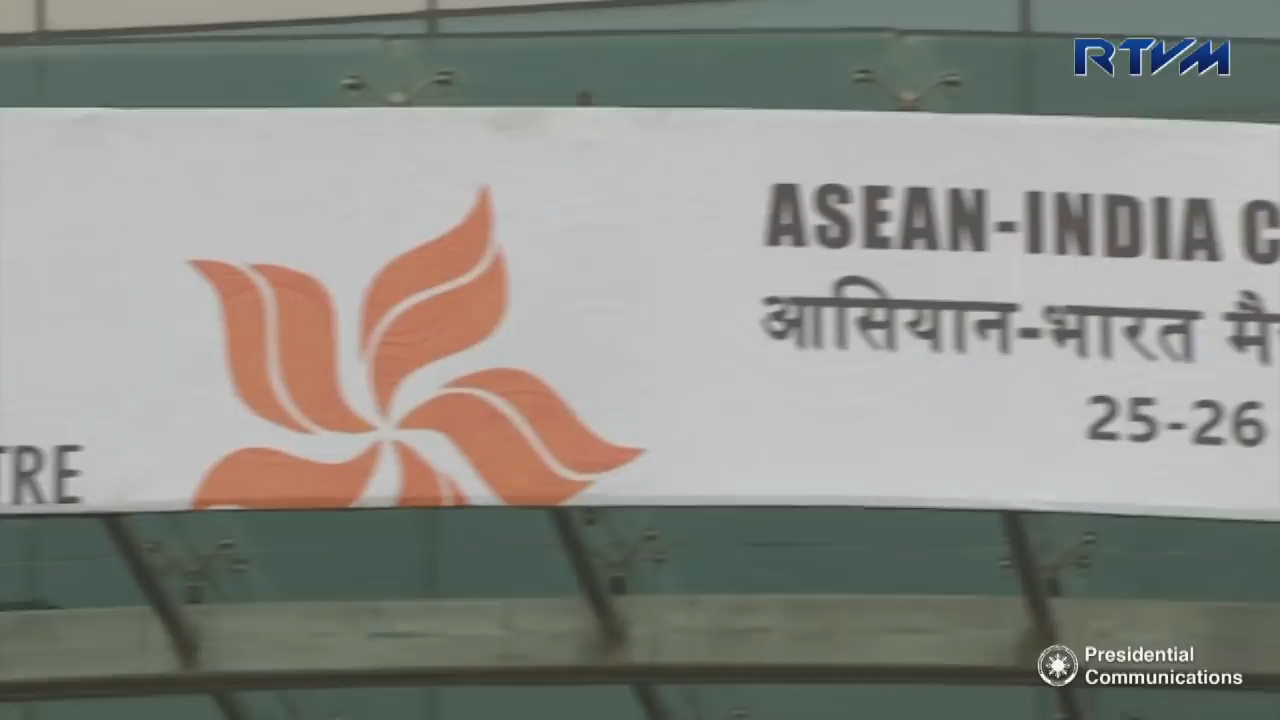 RTVM
ASEAN-INDIA C
आसियान-भारत मै
25-26
TRE
Presidential
Communications